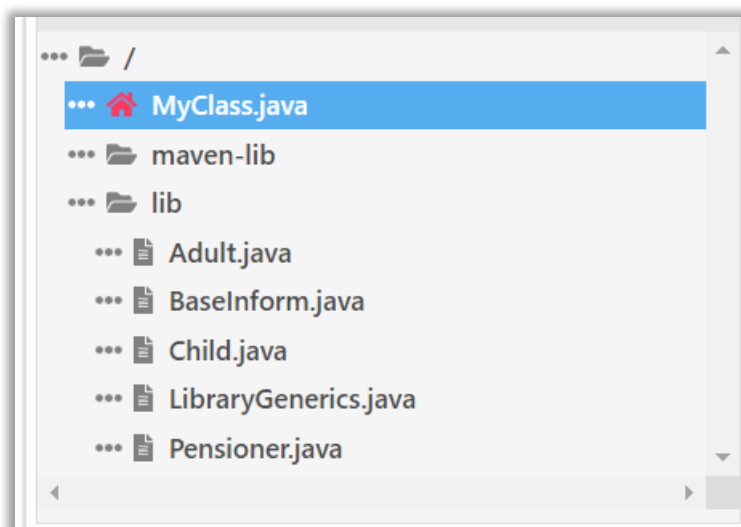 /
MyClass.java
maven-lib
lib
Adult.java
BaseInform.java
Child.java
LibraryGenerics.java
Pensioner.java